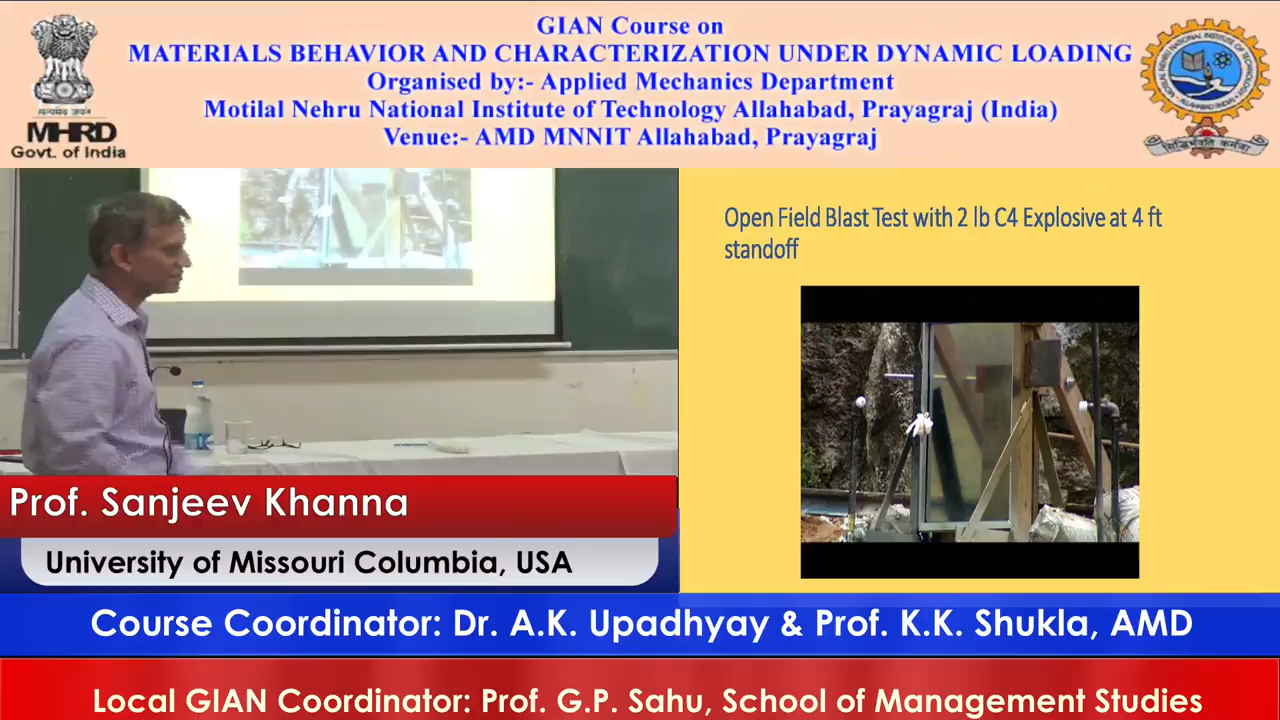 GIAN Course on
MATERIALS BEHAVIOR AND CHARACTERIZATION UNDER DYNAMIC LOADING
Organised by:- Applied Mechanics Department
Motilal Nehru National Institute of Technology Allahabad, Prayagraj (India)
Venue:- AMD MNNIT Allahabad, Prayagraj
सत्यमेव जयते
MHRD
Govt. of India
Open Field Blast Test with 2 lb C4 Explosive at 4 ft
standoff
Prof. Sanjeev Khanna
University of Missouri Columbia, USA
Course Coordinator: Dr. A.K. Upadhyay & Prof. K.K. Shukla, AMD
Local GIAN Coordinator: Prof. G.P. Sahu, School of Management Studies